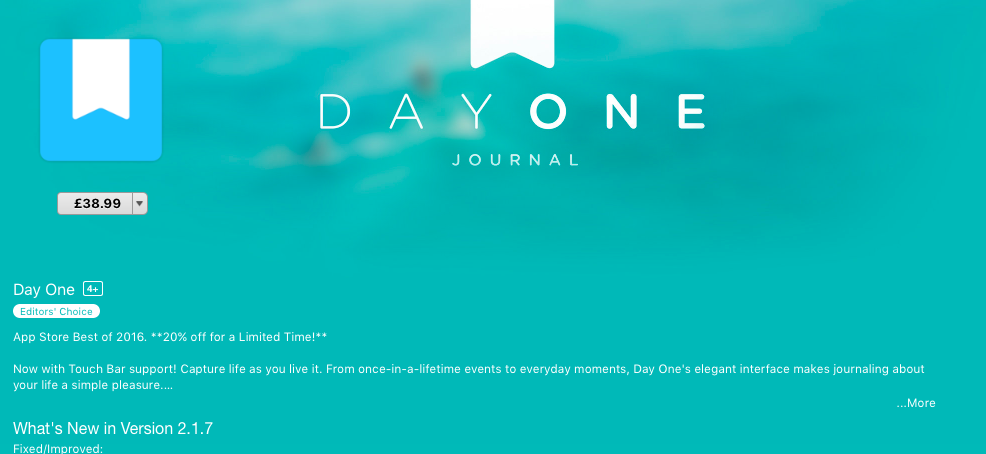 DAYONE
JOURNAL
£38.99
Day One 4+
Editors' Choice
App Store Best of 2016. **20% off for a Limited Time!**
Now with Touch Bar support! Capture life as you live it. From once-in-a-lifetime events to everyday moments, Day One's elegant interface makes journaling about
your life a simple pleasure....
...More
What's New in Version 2.1.7
Fixed/Improved: